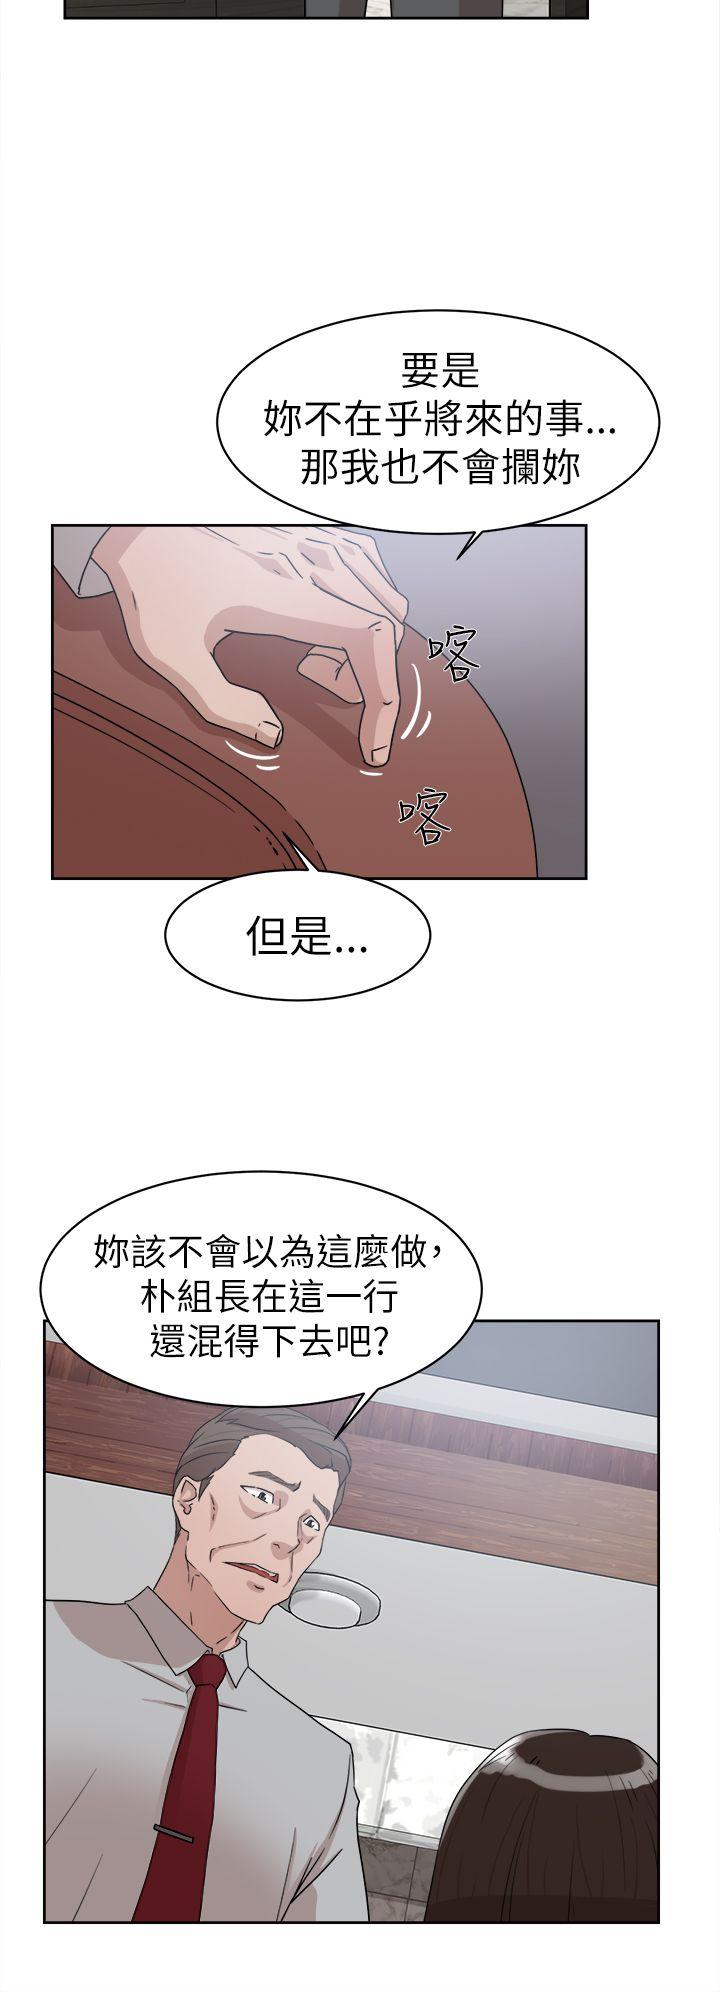 要是
妳不在乎將來的事...
那我也不會攔妳
喀
喀
但是...
妳該不會以為這麼做，
朴組長在這一行
還混得下去吧?